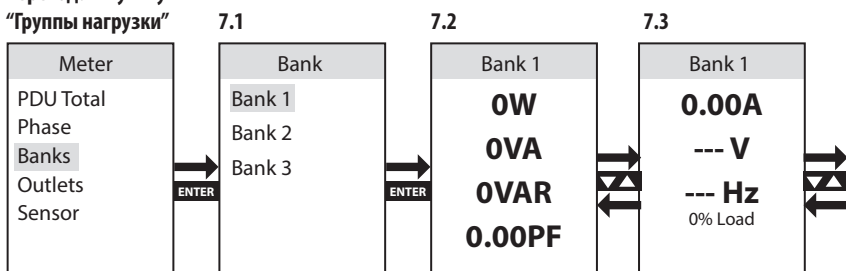 “Группы нагрузки”
7.1
7.2
7.3
Meter
PDU Total
Phase
Banks
Outlets
Sensor
ENTER
Bank
Bank 1
Bank 2
Bank 3
ENTER
Bank 1
0W
0VA
0VAR
0.00PF
Bank 1
0.00A
--- V
--- Hz
0% Load